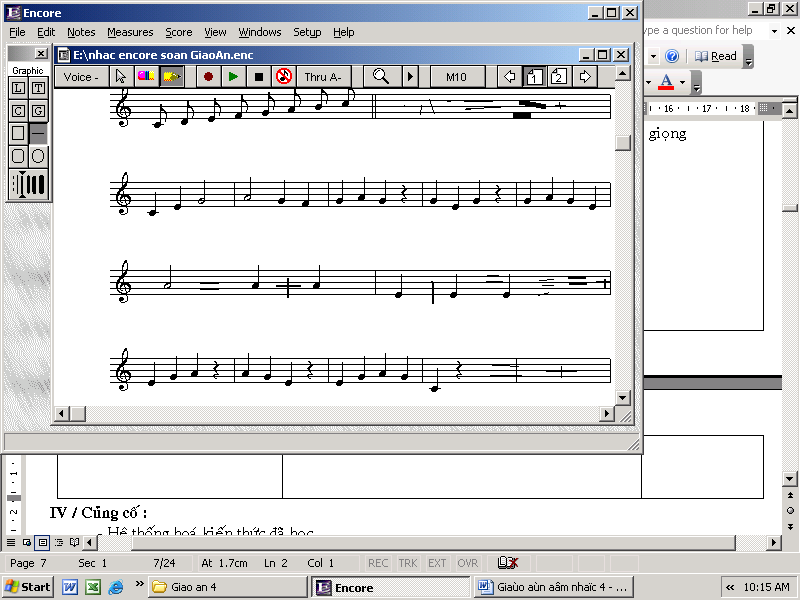 Encore
File Edit Notes Measures Score View Windows Setup Help
E:\nhac encore soan GiaoAn.enc
Graphic
Voice - Thru A- M10 1 2
L T
C G
ype a question for help
Read
A
16 17 18
giọng
1
2
IV / Củng cố :
- Hệ thống hoá kiến thức đã học
Page 7 Sec 1 7/24 At 1.7cm Ln 2 Col 1 REC TRK EXT OVR
Start Giao an 4 Encore Giaùo aùn aâm nhaïc 4 - ... 10:15 AM